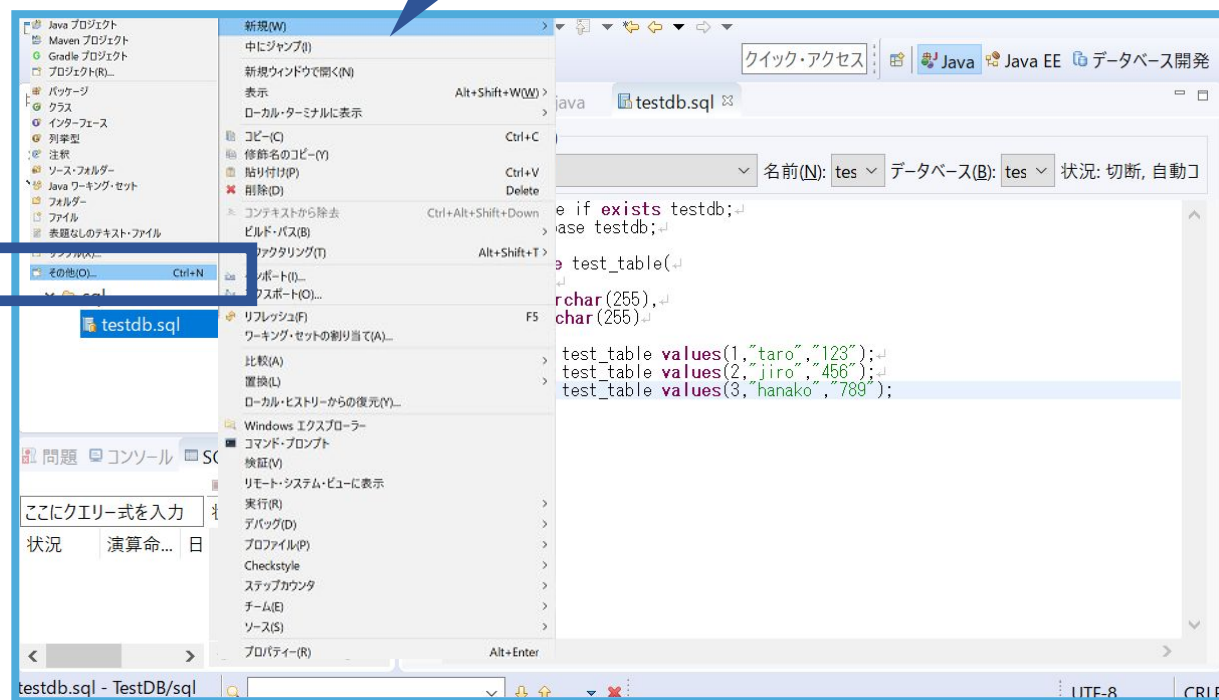 Java プロジェクト
Maven プロジェクト
Gradle プロジェクト
プロジェクト(R)...
パッケージ
クラス
インターフェース
列挙型
注釈
ソース・フォルダー
Java ワーキング・セット
フォルダー
ファイル
表題なしのテキスト・ファイル
その他(O)... Ctrl+N
sql
testdb.sql
新規(W)
中にジャンプ(I)
新規ウィンドウで開く(N)
表示 Alt+Shift+W(W)
ローカル・ターミナルに表示
コピー(C) Ctrl+C
修飾名のコピー(Y)
貼り付け(P) Ctrl+V
削除(D) Delete
コンテキストから除去 Ctrl+Alt+Shift+Down
ビルド・パス(B)
ファクタリング(T) Alt+Shift+T
ンポート(I)...
クスポート(O)...
リフレッシュ(F) F5
ワーキング・セットの割り当て(A)...
比較(A)
置換(L)
ローカル・ヒストリーからの復元(Y)...
Windows エクスプローラー
コマンド・プロンプト
検証(V)
リモート・システム・ビューに表示
実行(R)
デバッグ(D)
プロファイル(P)
Checkstyle
ステップカウンタ
チーム(E)
ソース(S)
プロパティー(R) Alt+Enter
クイック・アクセス Java Java EE データベース開発
java testdb.sql
名前(N): tes データベース(B): tes 状況: 切断, 自動コ
e if exists testdb;
ase testdb;
e test_table(
rchar(255),
char(255)
test_table values(1,"taro","123");
test_table values(2,"jiro","456");
test_table values(3,"hanako","789");
問題 コンソール SQ
ここにクエリー式を入力
状況 演算命... 日
testdb.sql - TestDB/sql
UTF-8 CRLF